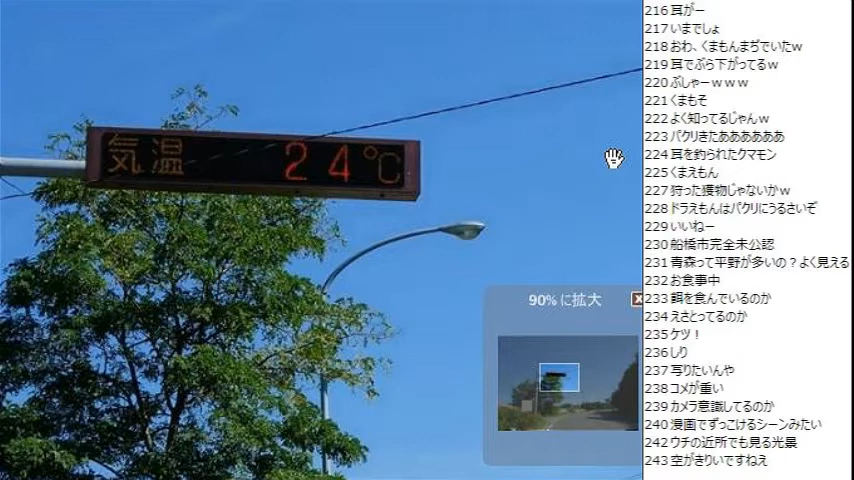 気温 24℃
90% に拡大
216 耳がー
217 いまでしょ
218 おわ、くまもんまぢでいたw
219 耳でぶら下がってるw
220 ぶしゃーｗｗｗ
221 くまもそ
222 よく知ってるじゃんw
223 パクリきたああああああ
224 耳を釣られたクマモン
225 くまえもん
227 狩った獲物じゃないかw
228 ドラえもんはパクリにうるさいぞ
229 いいねー
230 船橋市完全未公認
231 青森って平野が多いの？よく見える
232 お食事中
233 餌を食んでいるのか
234 えさとってるのか
235 ケツ！
236 しり
237 写りたいんや
238 コメが重い
239 カメラ意識してるのか
240 漫画でずっこけるシーンみたい
242 ウチの近所でも見る光景
243 空がきりいですねえ